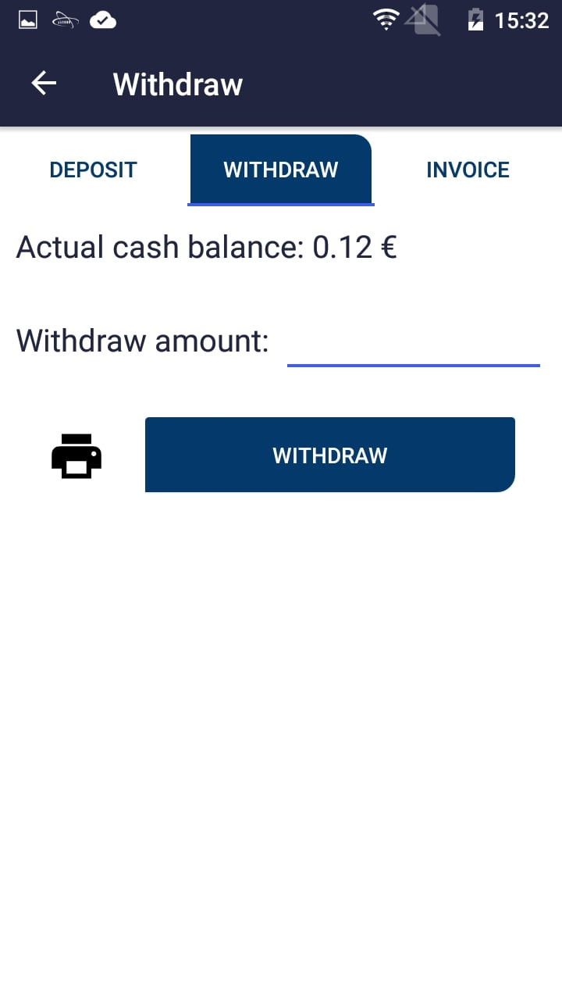 15:32
Withdraw
DEPOSIT WITHDRAW INVOICE
Actual cash balance: 0.12 €
Withdraw amount:
WITHDRAW